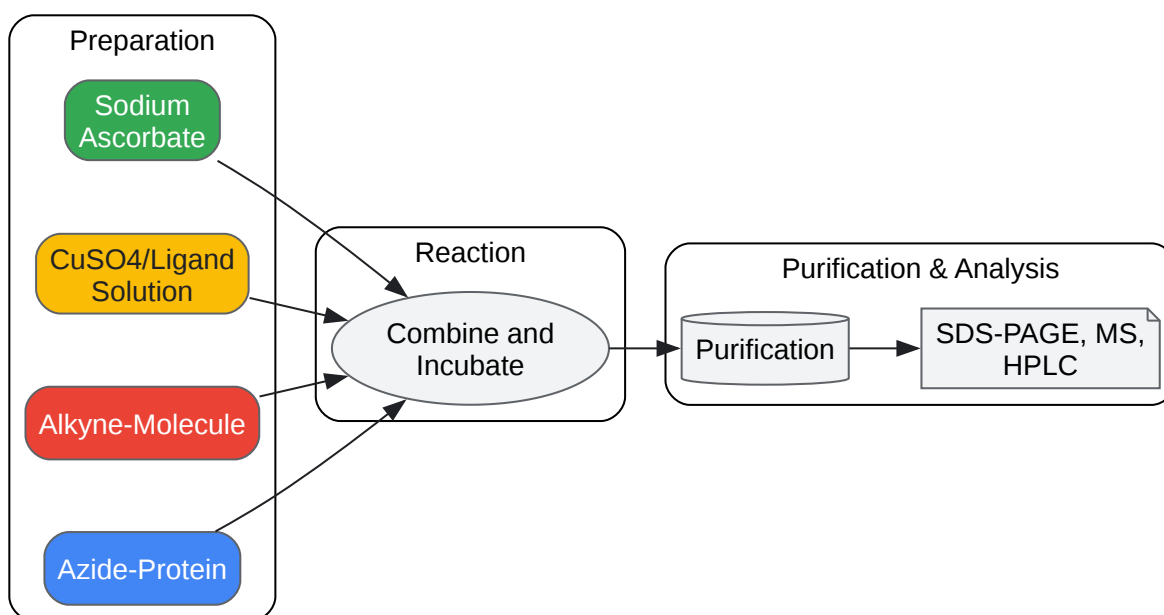 Preparation
Sodium
Ascorbate
CuSO4/Ligand
Solution
Alkyne-Molecule
Azide-Protein
Reaction
Combine and
Incubate
Purification & Analysis
Purification
SDS-PAGE, MS,
HPLC